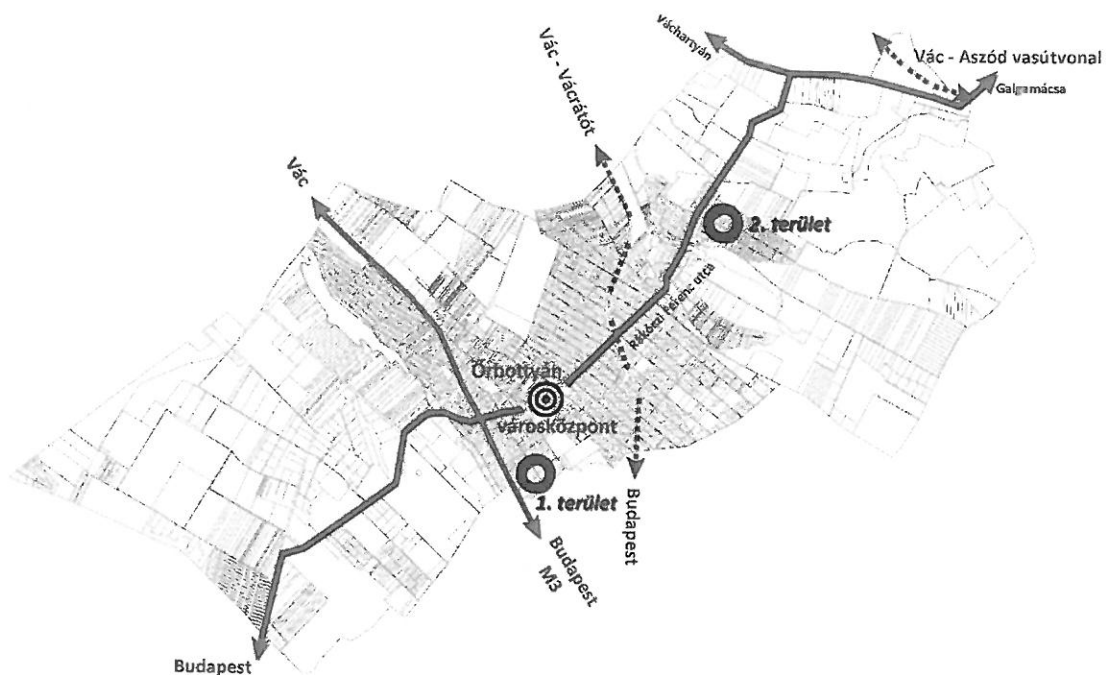 Váchartyán
Vác - Aszód vasútvonal
Galgamácsa
Vác - Vácrátót
Vác
2. terület
Rákóczi Ferenc utca
Őrbottyán
városközpont
1. terület
Budapest
Budapest
M3
Budapest